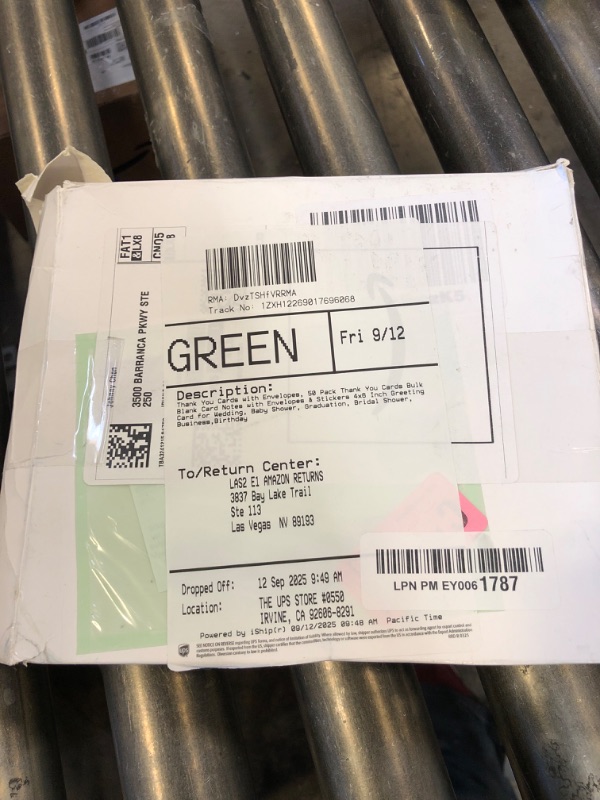 FAT1
&LX8
CN05
8
3500 BARRANCA PKWY STE
250
RMA: DvzTSHfVRRMA
Track No: 1ZXH12269017696068
GREEN
Fri 9/12
Description:
Thank You Cards with Envelopes, 50 Pack Thank You Cards Bulk
Blank Card Notes with Envelopes & Stickers 4x6 Inch Greeting
Card for Wedding, Baby Shower, Graduation, Bridal Shower,
Business,Birthday
To/Return Center:
LAS2 E1 AMAZON RETURNS
3837 Bay Lake Trail
Ste 113
Las Vegas NV 89193
LPN PM EY0061787
Dropped Off: 12 Sep 2025 9:49 AM
Location: THE UPS STORE #0550
IRVINE, CA 92606-8291
Powered by iShip(r) 09/12/2025 09:48 AM Pacific Time